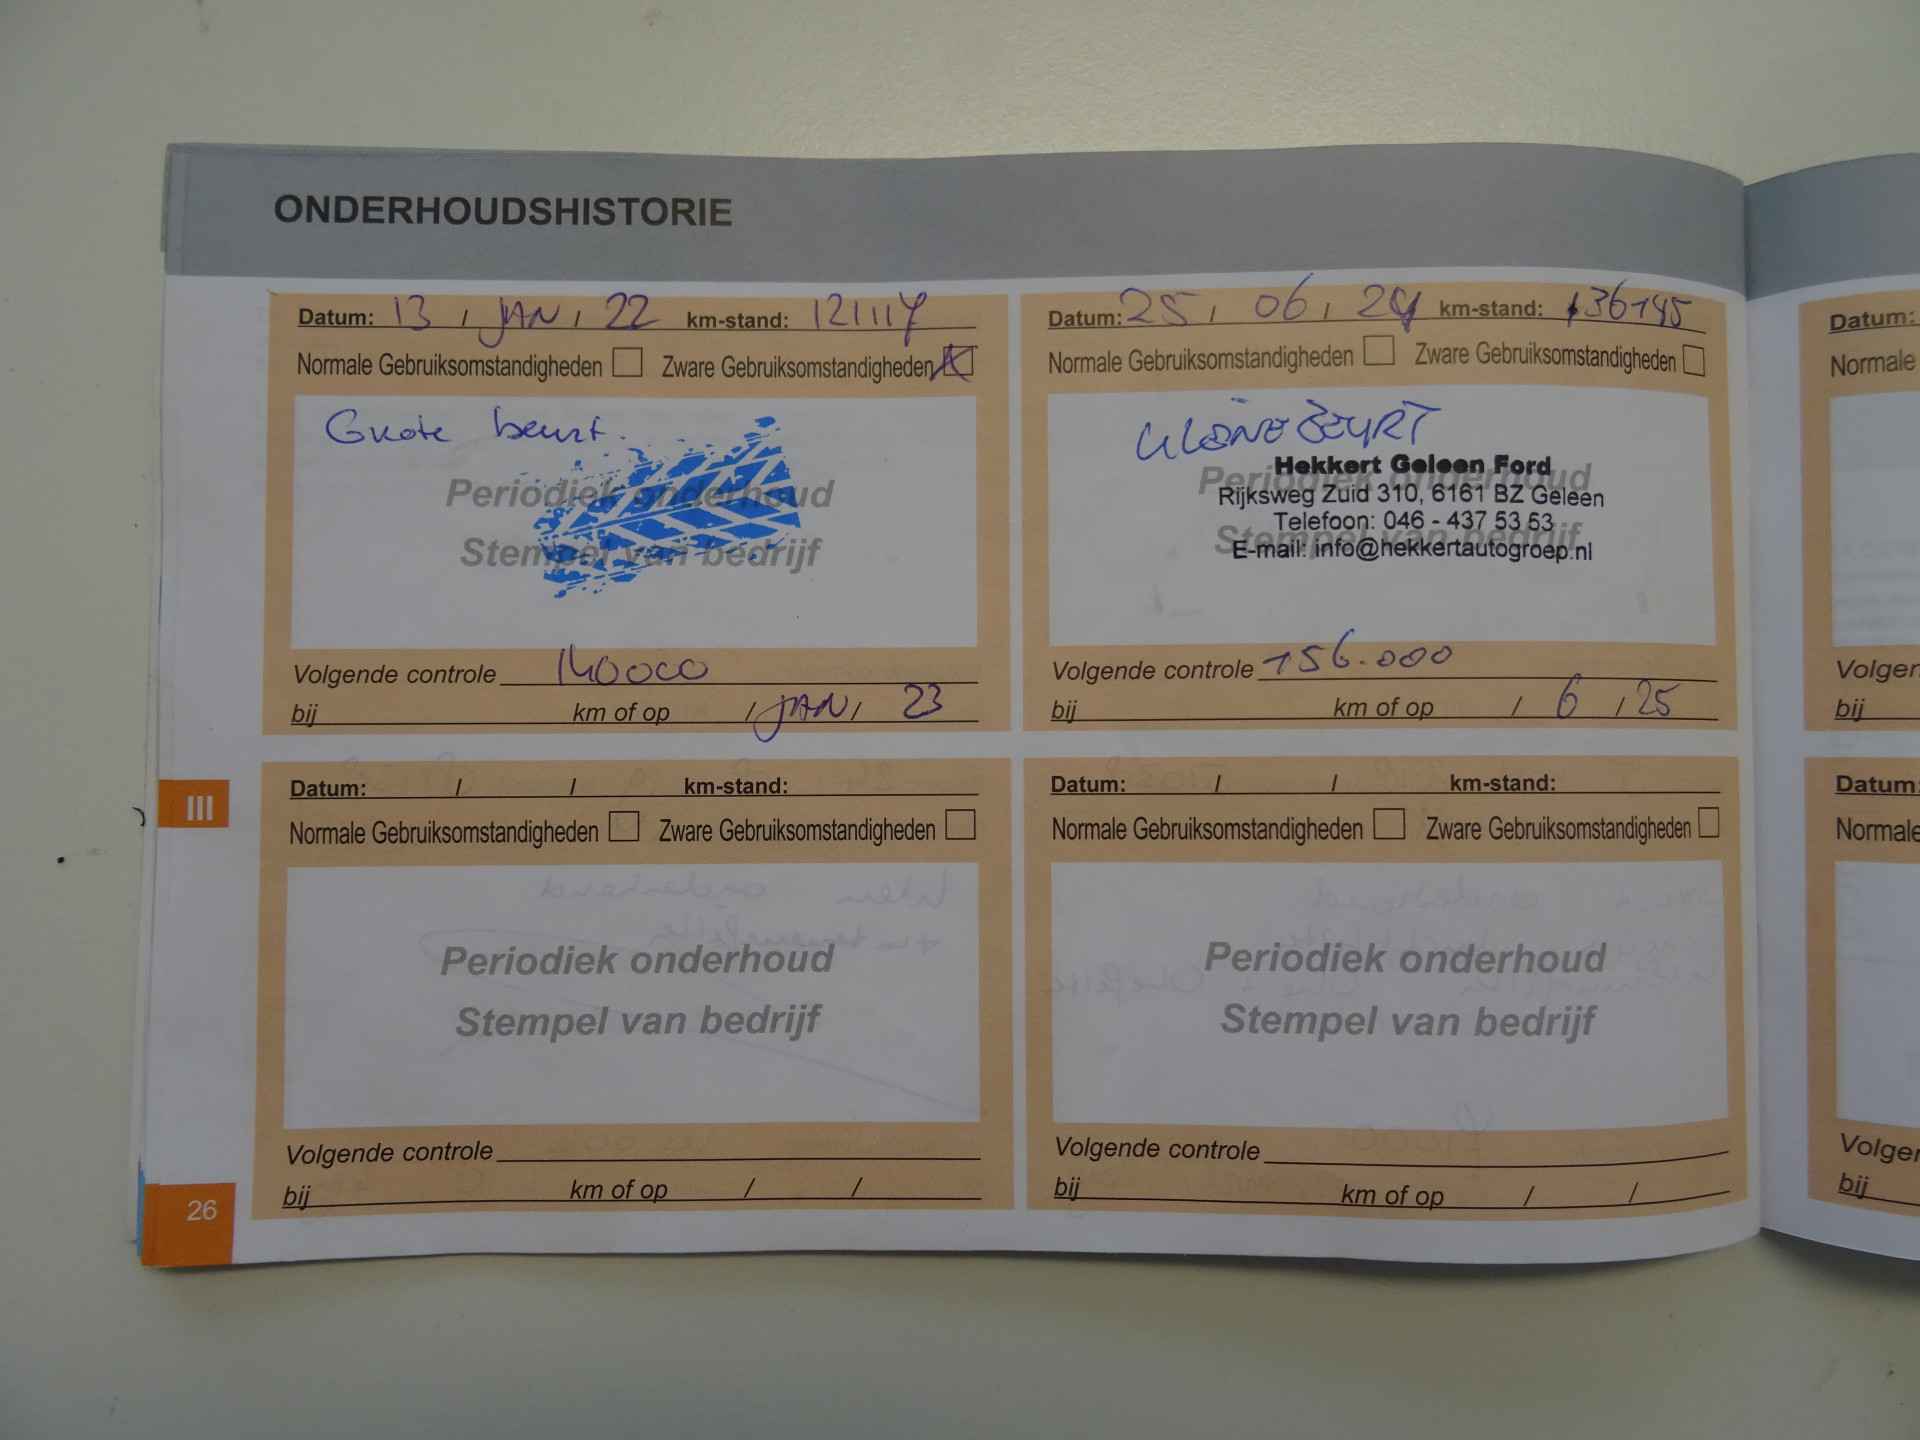 ONDERHOUDSHISTORIE
Datum: 13 / JAN / 22 km-stand: 121117
Normale Gebruiksomstandigheden Zware Gebruiksomstandigheden X
Grote beurt.
Periodiek onderhoud
Stempel van bedrijf
Volgende controle 140000
bij km of op / JAN / 23
Datum: 25 / 06 / 24 km-stand: 136145
Normale Gebruiksomstandigheden Zware Gebruiksomstandigheden
KLEINE BEURT
Hekkert Geleen Ford
Periodiek onderhoud
Rijksweg Zuid 310, 6161 BZ Geleen
Telefoon: 046 - 437 53 53
Stempel van bedrijf
E-mail: info@hekkertautogroep.nl
Volgende controle 156.000
bij km of op / 6 / 25
Datum: / / km-stand:
Normale Gebruiksomstandigheden Zware Gebruiksomstandigheden
Periodiek onderhoud
Stempel van bedrijf
Volgende controle
bij km of op / /
Datum: / / km-stand:
Normale Gebruiksomstandigheden Zware Gebruiksomstandigheden
Periodiek onderhoud
Stempel van bedrijf
Volgende controle
bij km of op / /
III
26
Datum:
Normale
Volgen
bij
Datum:
Normale
Volgen
bij